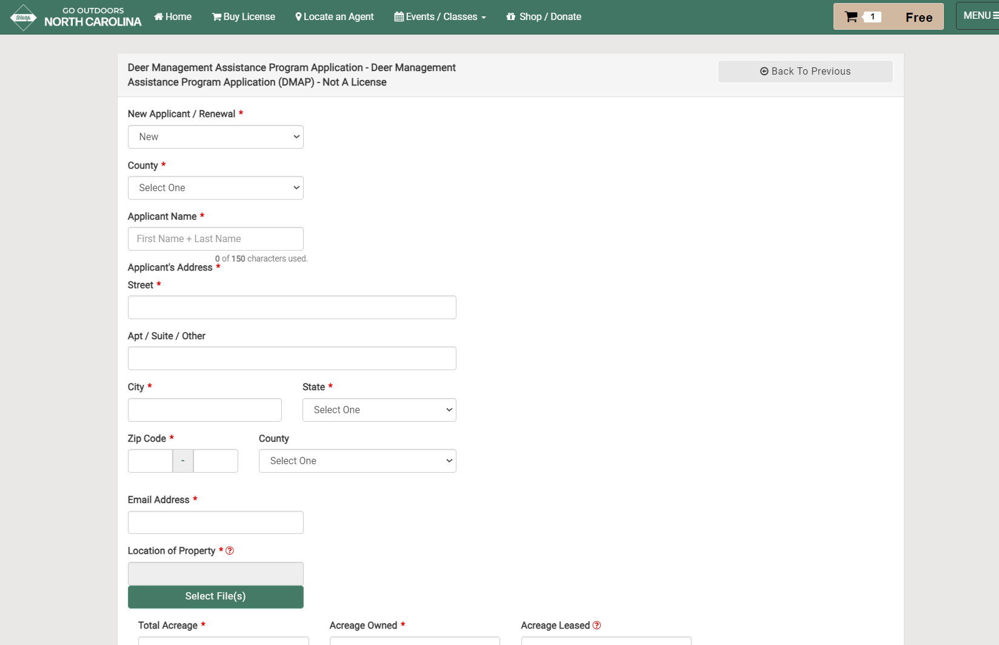 GO OUTDOORS
NORTH CAROLINA
Wildlife
Home
Buy License
Locate an Agent
Events / Classes
Shop / Donate
1
Free
MENU
Deer Management Assistance Program Application - Deer Management
Assistance Program Application (DMAP) - Not A License
Back To Previous
New Applicant / Renewal *
New
County *
Select One
Applicant Name *
First Name + Last Name
0 of 150 characters used.
Applicant's Address *
Street *
Apt / Suite / Other
City *
State *
Select One
Zip Code *
County
-
Select One
Email Address *
Location of Property * ?
Select File(s)
Total Acreage *
Acreage Owned *
Acreage Leased ?